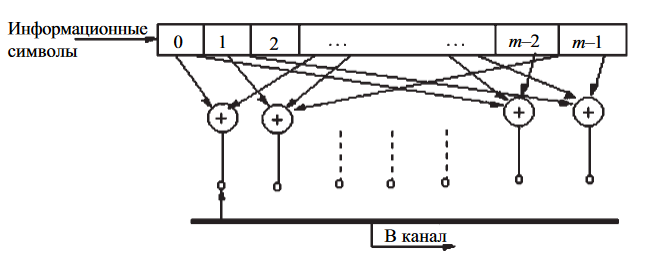 Информационные
символы
0 1 2 ... ... m–2 m–1
+ + + +
В канал